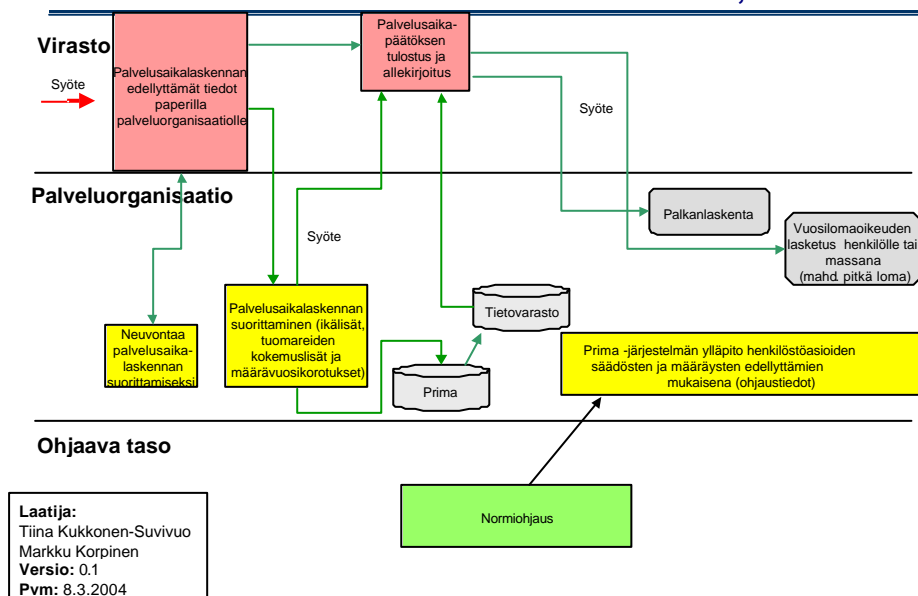 Virasto
Syöte
Palvelusaikalaskennan
edellyttämät tiedot
paperilla
palveluorganisaatiolle
Palvelusaika-
päätöksen
tulostus ja
allekirjoitus
Syöte
Palveluorganisaatio
Syöte
Palkanlaskenta
Vuosilomaoikeuden
lasketus henkilölle tai
massana
(mahd. pitkä loma)
Neuvontaa
palvelusaika-
laskennan
suorittamiseksi
Palvelusaikalaskennan
suorittaminen (ikälisät,
tuomareiden
kokemuslisät ja
määrävuosikorotukset)
Tietovarasto
Prima
Prima -järjestelmän ylläpito henkilöstöasioiden
säädösten ja määräysten edellyttämien
mukaisena (ohjaustiedot)
Ohjaava taso
Normiohjaus
Laatija:
Tiina Kukkonen-Suvivuo
Markku Korpinen
Versio: 0.1
Pvm: 8.3.2004